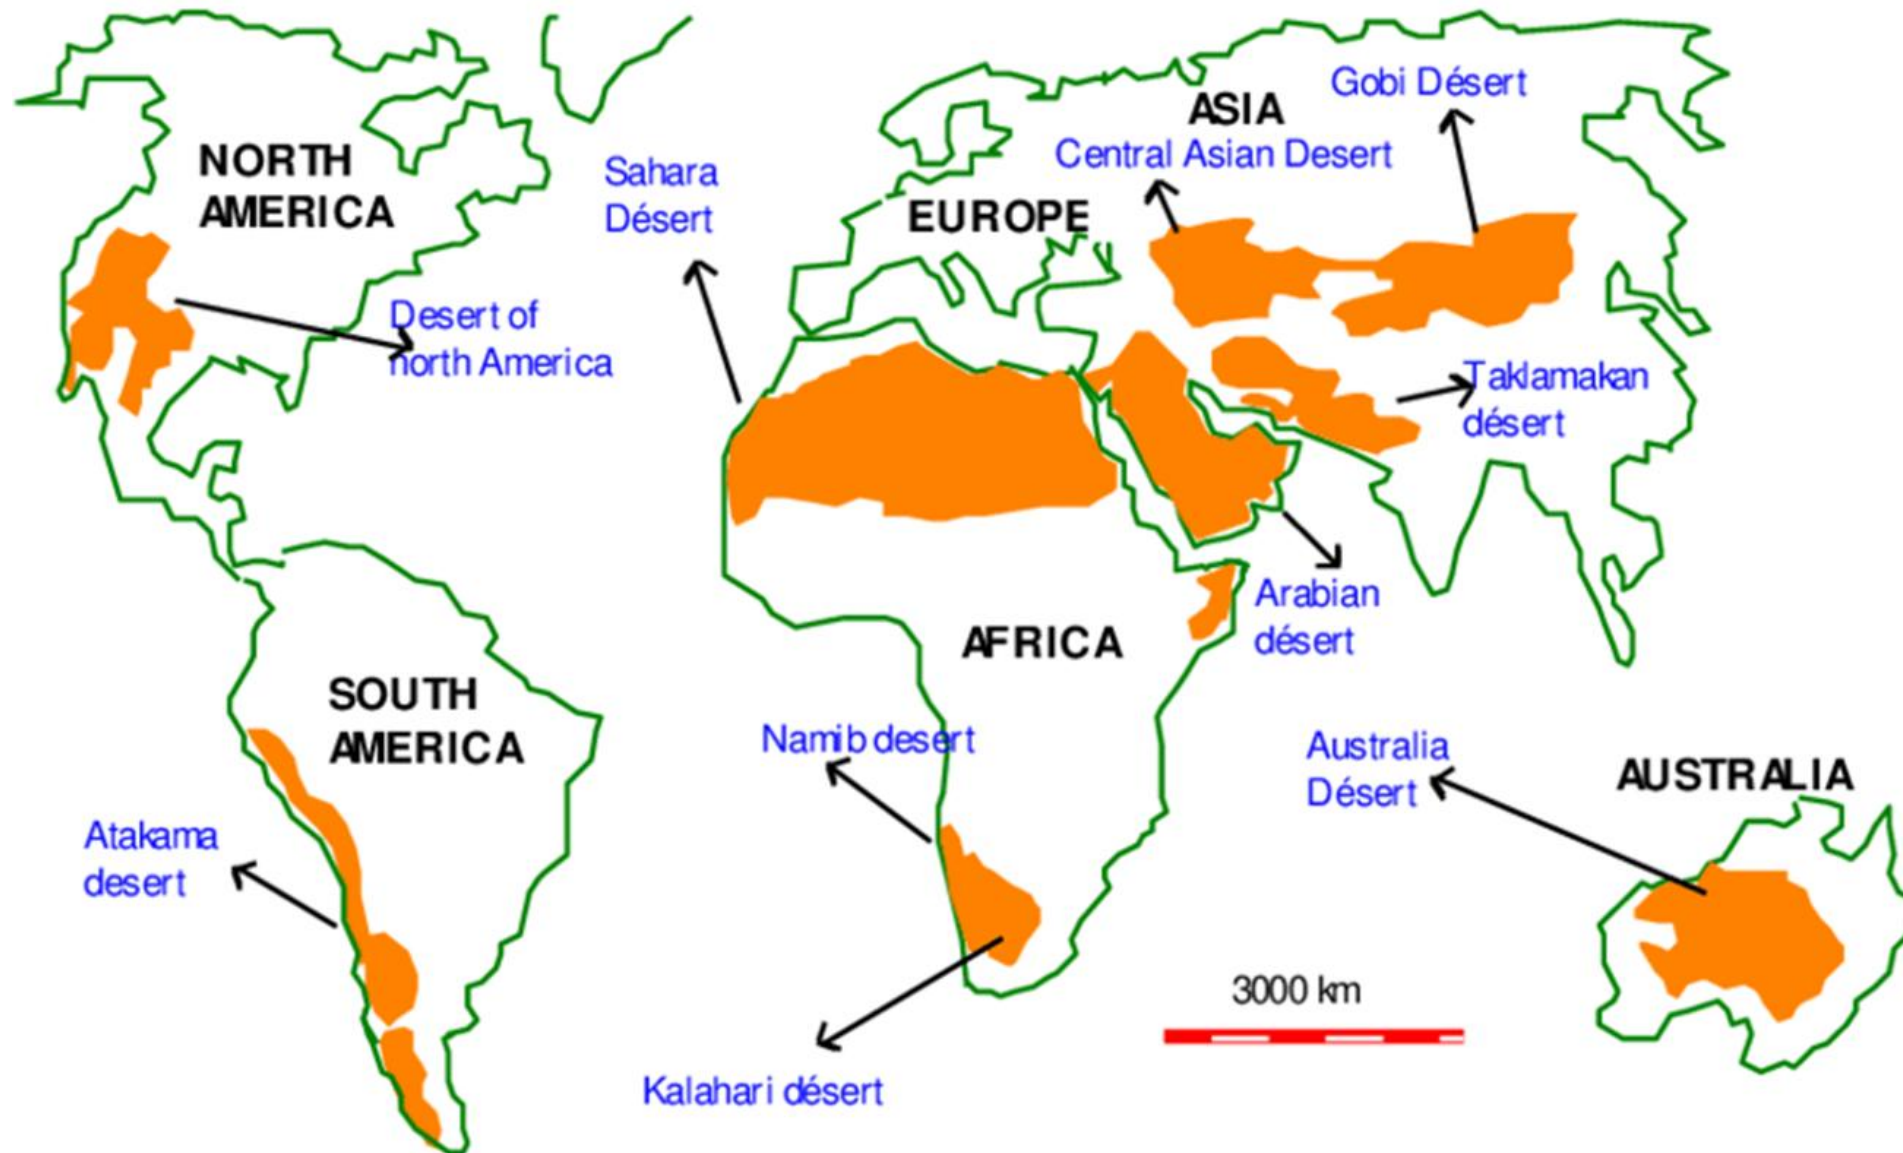 NORTH
AMERICA
Desert of
north America
Sahara
Désert
EUROPE
ASIA
Central Asian Desert
Gobi Désert
Taklamakan
désert
Arabian
désert
AFRICA
SOUTH
AMERICA
Atakama
desert
Namib desert
Kalahari désert
Australia
Désert
AUSTRALIA
3000 km